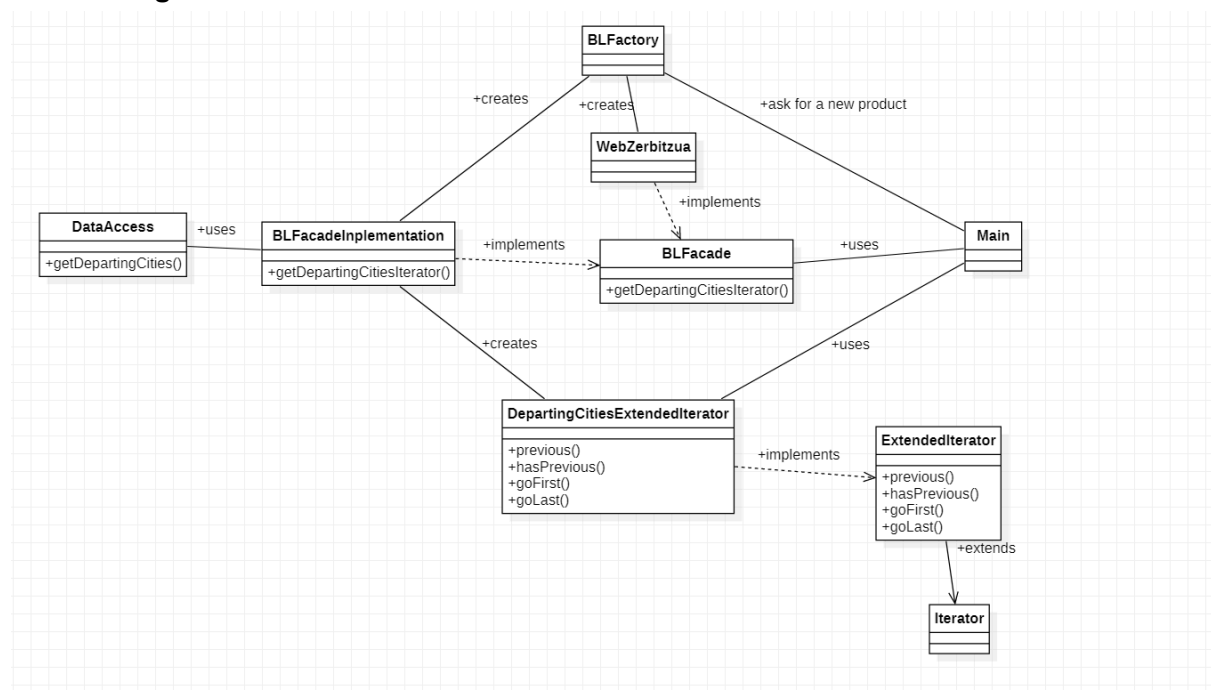 BLFactory
+creates
+creates
+ask for a new product
WebZerbitzua
+implements
DataAccess
+getDepartingCities()
+uses
BLFacadeInplementation
+getDepartingCitiesIterator()
+implements
BLFacade
+getDepartingCitiesIterator()
+uses
Main
+creates
+uses
DepartingCitiesExtendedIterator
+previous()
+hasPrevious()
+goFirst()
+goLast()
+implements
ExtendedIterator
+previous()
+hasPrevious()
+goFirst()
+goLast()
+extends
Iterator